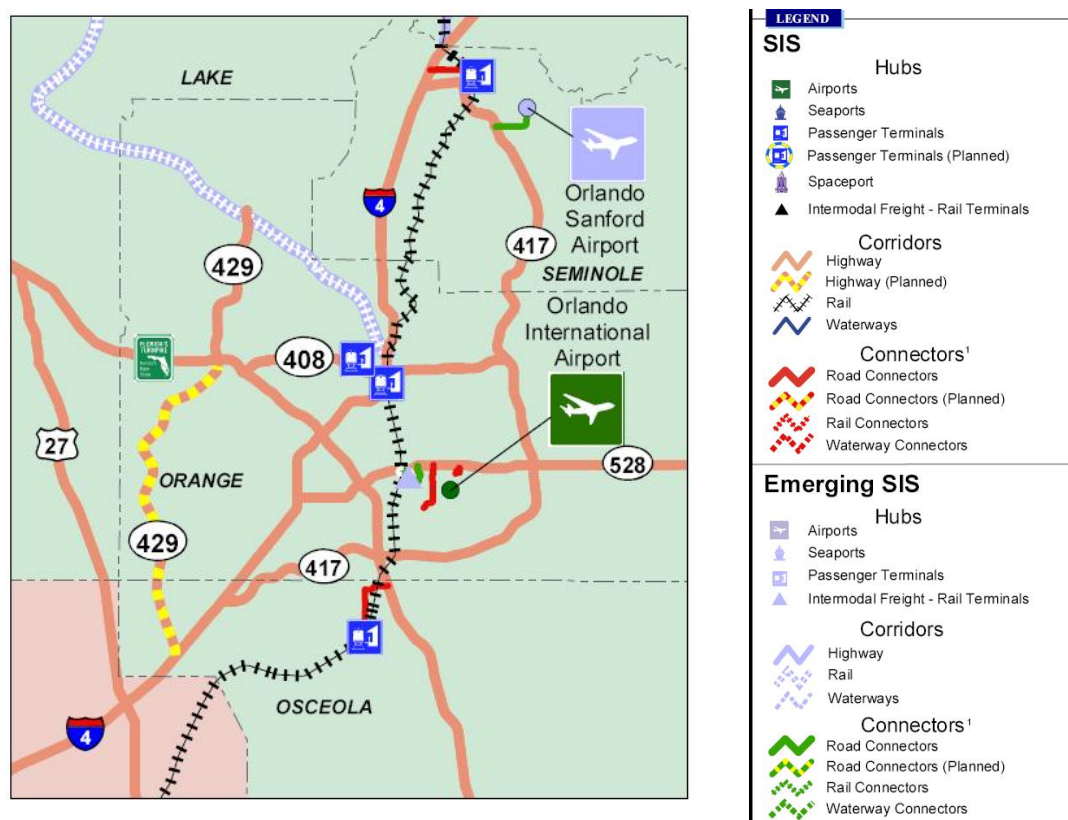 LAKE
4
Orlando
Sanford
Airport
417
SEMINOLE
429
Orlando
International
Airport
FLORIDA'S
TURNPIKE
408
27
ORANGE
528
429
417
OSCEOLA
4
LEGEND
SIS
Hubs
Airports
Seaports
Passenger Terminals
Passenger Terminals (Planned)
Spaceport
Intermodal Freight - Rail Terminals
Corridors
Highway
Highway (Planned)
Rail
Waterways
Connectors¹
Road Connectors
Road Connectors (Planned)
Rail Connectors
Waterway Connectors
Emerging SIS
Hubs
Airports
Seaports
Passenger Terminals
Intermodal Freight - Rail Terminals
Corridors
Highway
Rail
Waterways
Connectors¹
Road Connectors
Road Connectors (Planned)
Rail Connectors
Waterway Connectors